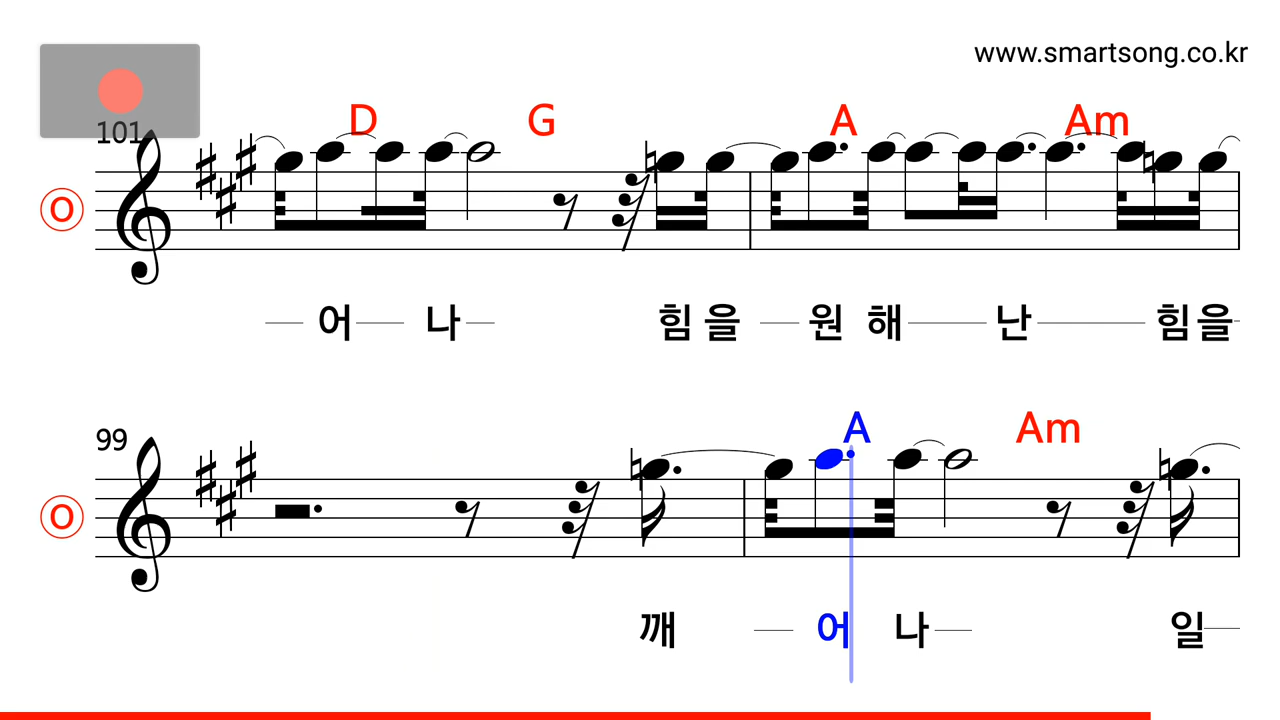 www.smartsong.co.kr
101
D G A Am
O
어 나 힘 을 원 해 난 힘 을
99
A Am
O
깨 어 나 일